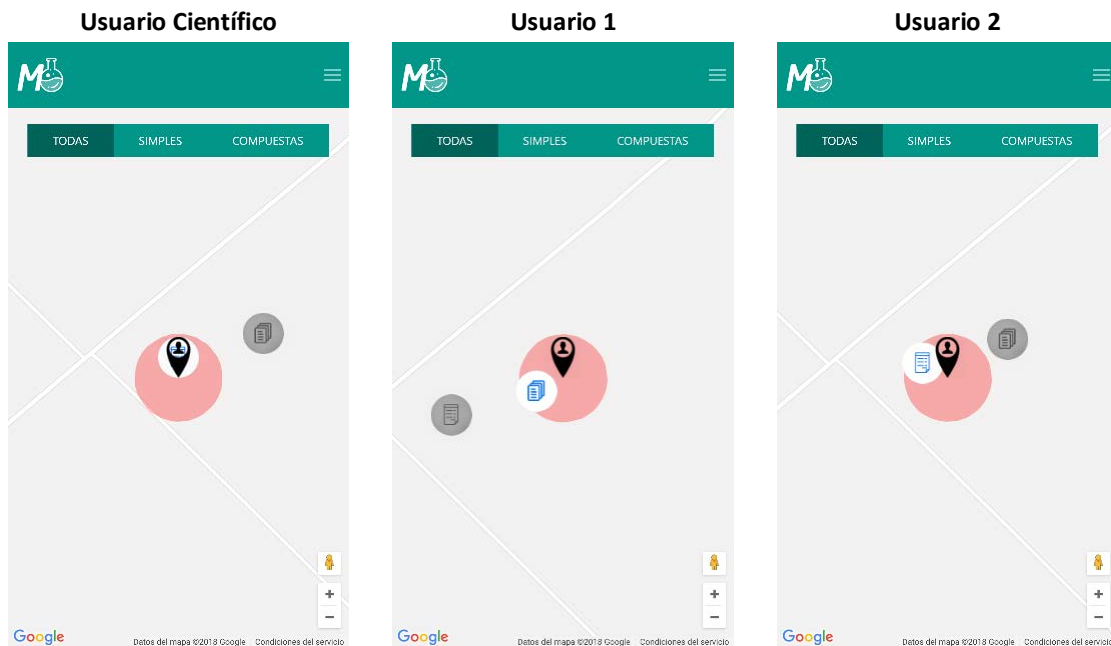 Usuario Científico
Usuario 1
Usuario 2
M
TODAS SIMPLES COMPUESTAS
Google
Datos del mapa ©2018 Google Condiciones del servicio
M
TODAS SIMPLES COMPUESTAS
Google
Datos del mapa ©2018 Google Condiciones del servicio
M
TODAS SIMPLES COMPUESTAS
Google
Datos del mapa ©2018 Google Condiciones del servicio